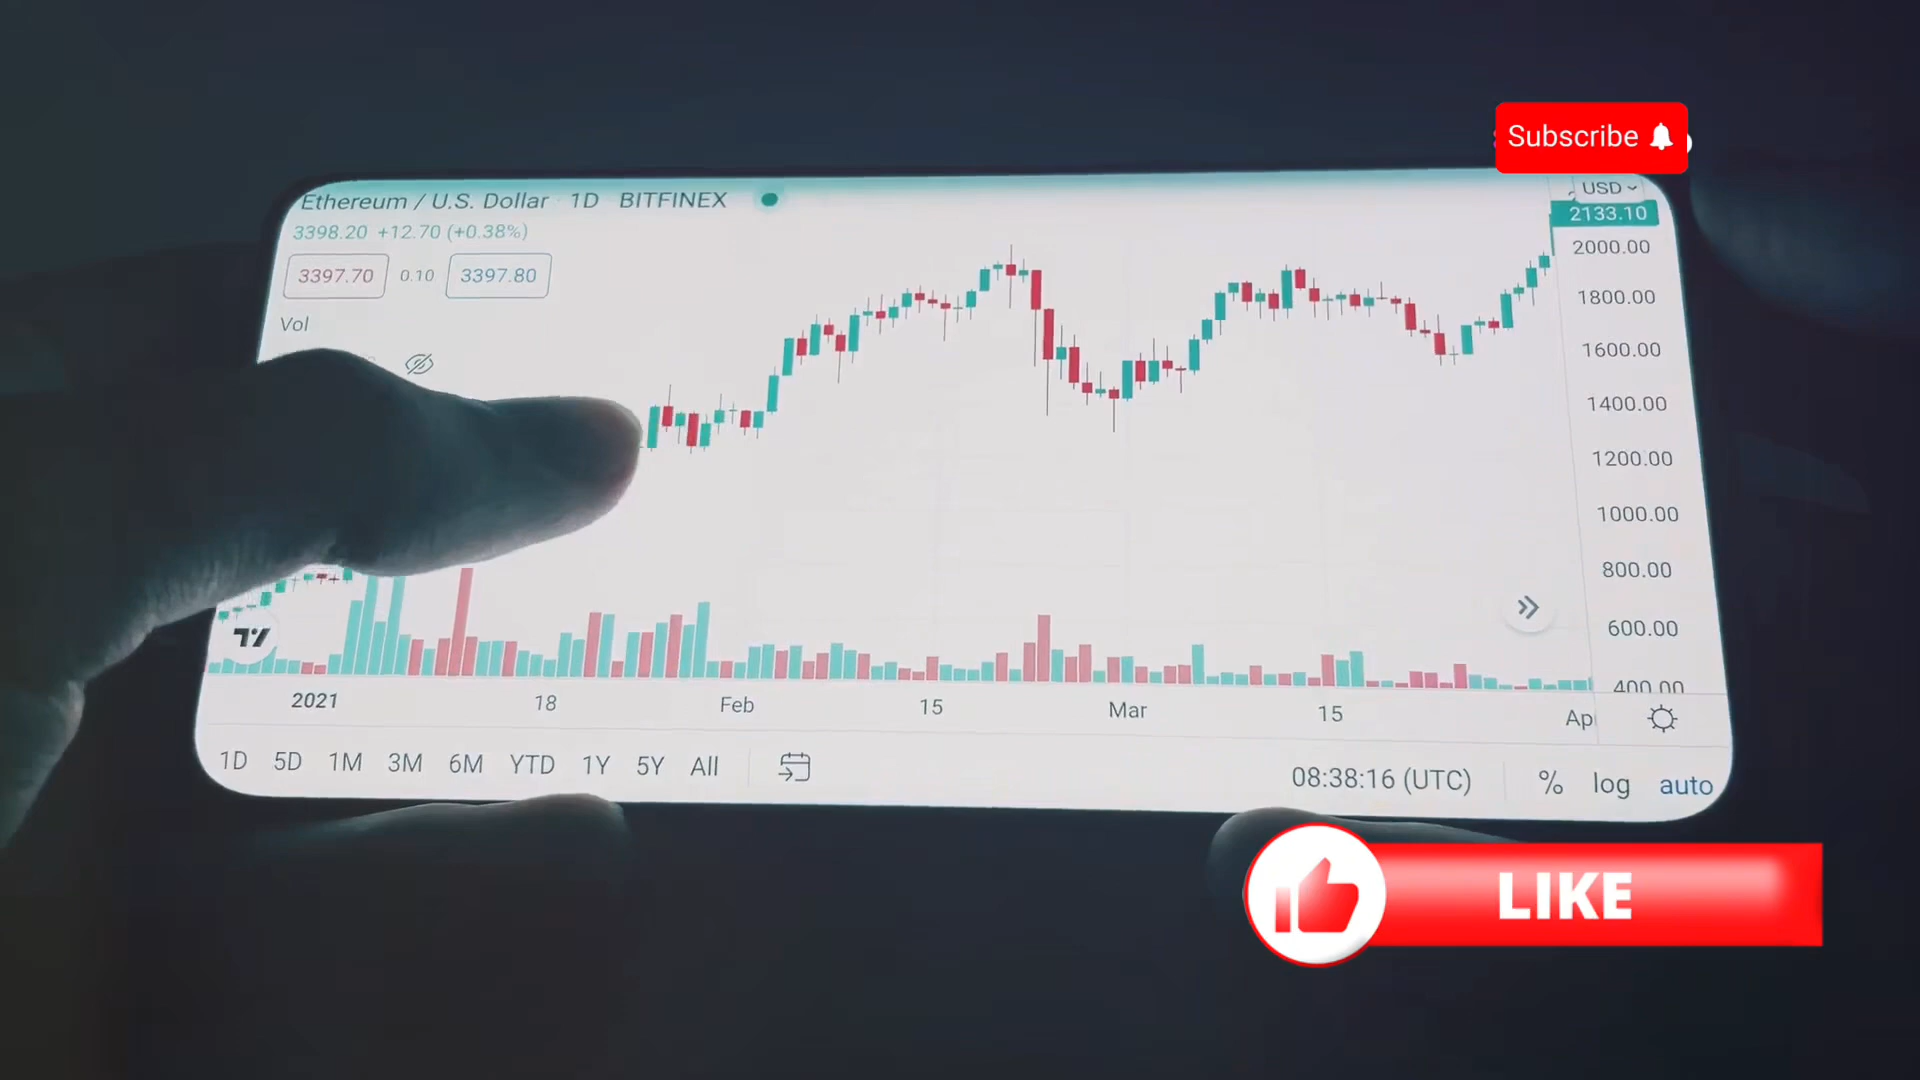 Subscribe
Ethereum / U.S. Dollar 1D BITFINEX
USD
3398.20 +12.70 (+0.38%)
2133.10
3397.70 0.10 3397.80
2000.00
1800.00
Vol
1600.00
1400.00
1200.00
1000.00
800.00
600.00
400.00
2021 18 Feb 15 Mar 15 Ap
1D 5D 1M 3M 6M YTD 1Y 5Y All
08:38:16 (UTC) % log auto
LIKE